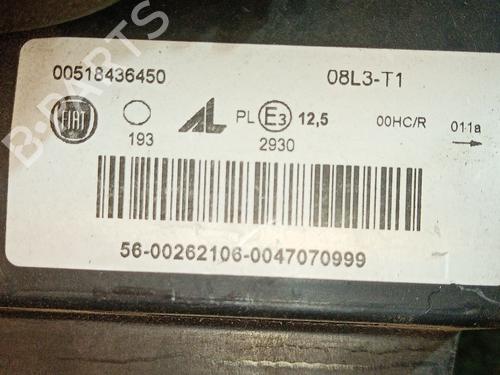 00518436450 08L3-T1
FIAT 193 AL PL E3 12,5 00HC/R 011a
2930
56-00262106-0047070999
B-PARTS